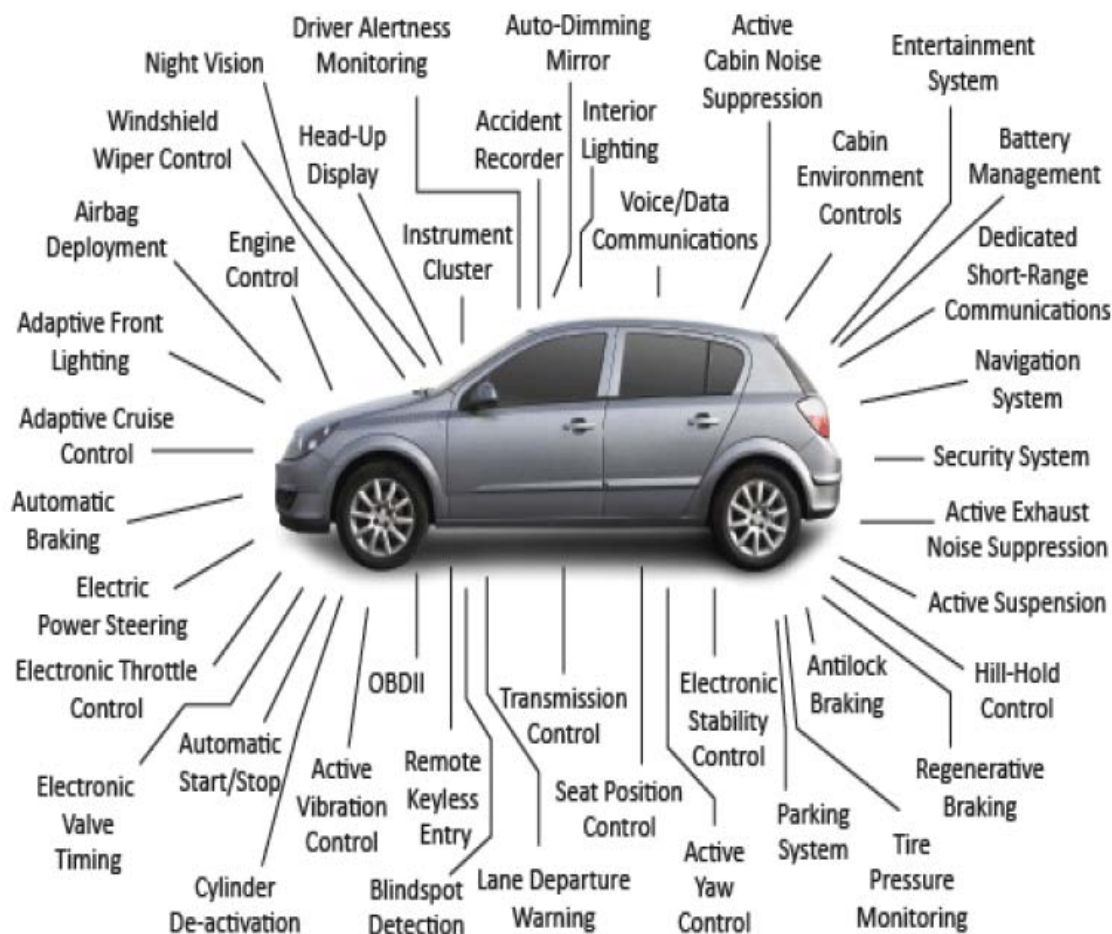 Driver Alertness
Monitoring
Auto-Dimming
Mirror
Active
Cabin Noise
Suppression
Entertainment
System
Night Vision
Windshield
Wiper Control
Head-Up
Display
Accident
Recorder
Interior
Lighting
Cabin
Environment
Controls
Battery
Management
Airbag
Deployment
Engine
Control
Instrument
Cluster
Voice/Data
Communications
Dedicated
Short-Range
Communications
Adaptive Front
Lighting
Navigation
System
Adaptive Cruise
Control
Security System
Automatic
Braking
Active Exhaust
Noise Suppression
Electric
Power Steering
Active Suspension
Electronic Throttle
Control
OBDII
Transmission
Control
Electronic
Stability
Control
Antilock
Braking
Hill-Hold
Control
Electronic
Valve
Timing
Automatic
Start/Stop
Active
Vibration
Control
Remote
Keyless
Entry
Seat Position
Control
Parking
System
Regenerative
Braking
Cylinder
De-activation
Blindspot
Detection
Lane Departure
Warning
Active
Yaw
Control
Tire
Pressure
Monitoring